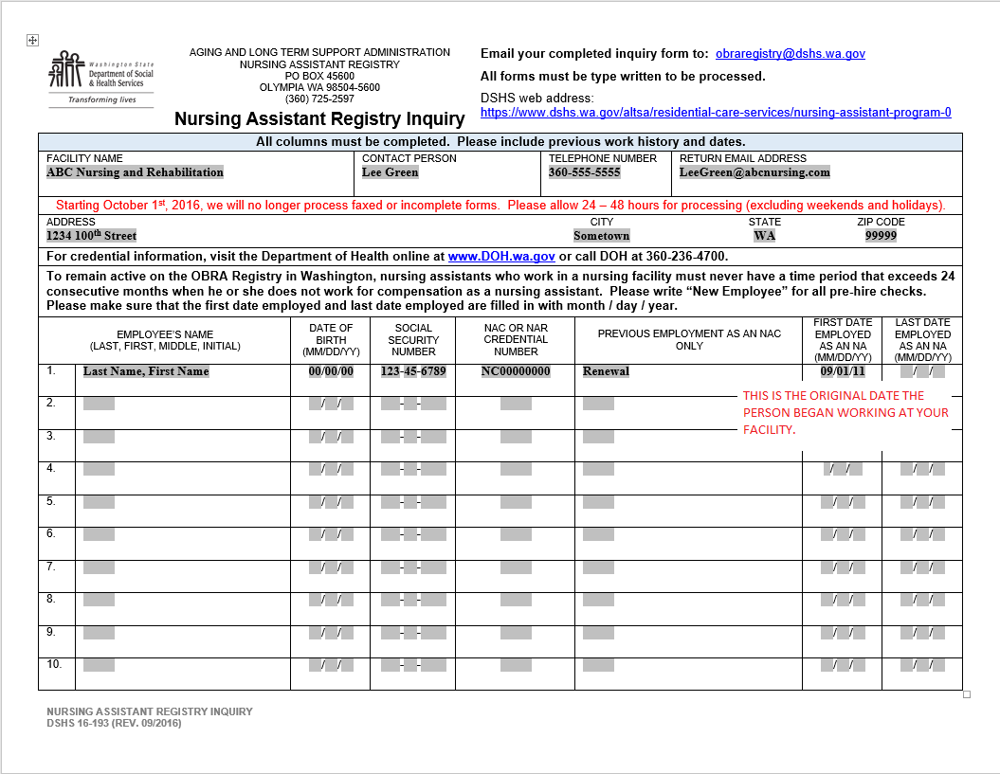 Washington State
Department of Social
& Health Services
Transforming lives
AGING AND LONG TERM SUPPORT ADMINISTRATION
NURSING ASSISTANT REGISTRY
PO BOX 45600
OLYMPIA WA 98504-5600
(360) 725-2597
Nursing Assistant Registry Inquiry
Email your completed inquiry form to: obraregistry@dshs.wa.gov
All forms must be type written to be processed.
DSHS web address:
https://www.dshs.wa.gov/altsa/residential-care-services/nursing-assistant-program-0
All columns must be completed. Please include previous work history and dates.
FACILITY NAME CONTACT PERSON TELEPHONE NUMBER RETURN EMAIL ADDRESS
ABC Nursing and Rehabilitation Lee Green 360-555-5555 LeeGreen@abcnursing.com
Starting October 1st, 2016, we will no longer process faxed or incomplete forms. Please allow 24 – 48 hours for processing (excluding weekends and holidays).
ADDRESS CITY STATE ZIP CODE
1234 100th Street Sometown WA 99999
For credential information, visit the Department of Health online at www.DOH.wa.gov or call DOH at 360-236-4700.
To remain active on the OBRA Registry in Washington, nursing assistants who work in a nursing facility must never have a time period that exceeds 24
consecutive months when he or she does not work for compensation as a nursing assistant. Please write “New Employee” for all pre-hire checks.
Please make sure that the first date employed and last date employed are filled in with month / day / year.
EMPLOYEE’S NAME
(LAST, FIRST, MIDDLE, INITIAL)
DATE OF
BIRTH
(MM/DD/YY)
SOCIAL
SECURITY
NUMBER
NAC OR NAR
CREDENTIAL
NUMBER
PREVIOUS EMPLOYMENT AS AN NAC
ONLY
FIRST DATE
EMPLOYED
AS AN NA
(MM/DD/YY)
LAST DATE
EMPLOYED
AS AN NA
(MM/DD/YY)
1. Last Name, First Name 00/00/00 123-45-6789 NC00000000 Renewal 09/01/11 / /
THIS IS THE ORIGINAL DATE THE
PERSON BEGAN WORKING AT YOUR
FACILITY.
2. / / - -
3. / / - -
4. / / - - / / / /
5. / / - - / / / /
6. / / - - / / / /
7. / / - - / / / /
8. / / - - / / / /
9. / / - - / / / /
10. / / - - / / / /
NURSING ASSISTANT REGISTRY INQUIRY
DSHS 16-193 (REV. 09/2016)